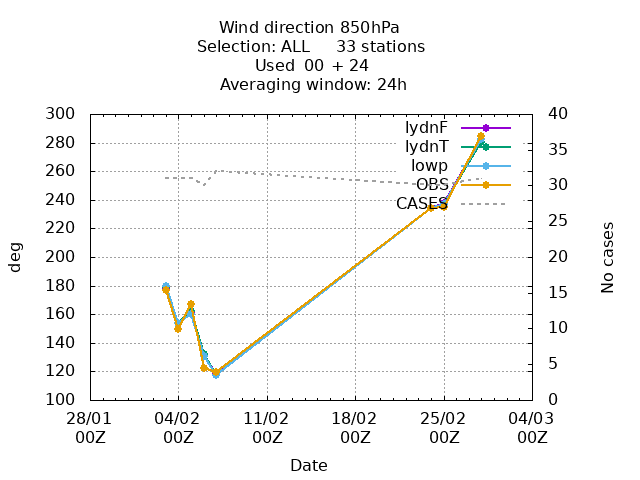 Wind direction 850hPa
Selection: ALL 33 stations
Used 00 + 24
Averaging window: 24h
300
280
260
240
220
200
180
160
140
120
100
deg
40
35
30
25
20
15
10
5
0
No cases
lydnF
lydnT
lowp
OBS
CASES
28/01 04/02 11/02 18/02 25/02 04/03
00Z 00Z 00Z 00Z 00Z 00Z
Date